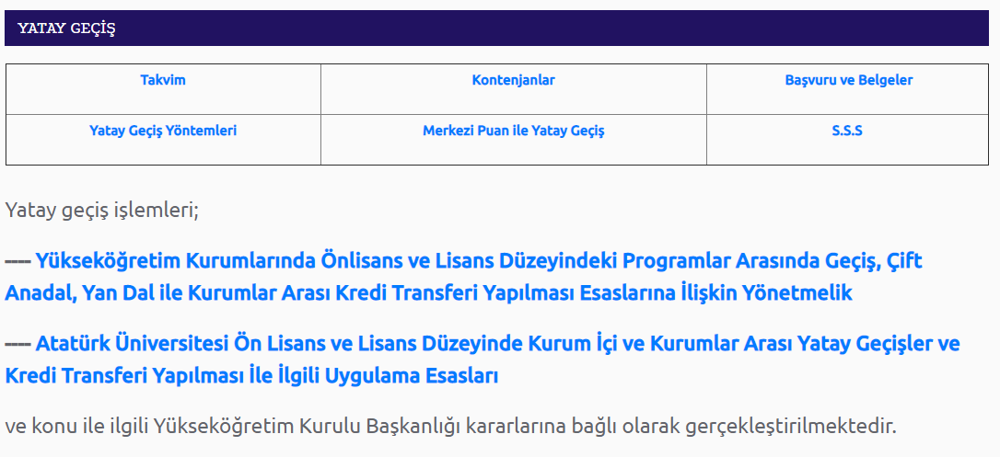 YATAY GEÇİŞ
Takvim
Kontenjanlar
Başvuru ve Belgeler
Yatay Geçiş Yöntemleri
Merkezi Puan ile Yatay Geçiş
S.S.S
Yatay geçiş işlemleri;
---- Yükseköğretim Kurumlarında Önlisans ve Lisans Düzeyindeki Programlar Arasında Geçiş, Çift
Anadal, Yan Dal ile Kurumlar Arası Kredi Transferi Yapılması Esaslarına İlişkin Yönetmelik
---- Atatürk Üniversitesi Ön Lisans ve Lisans Düzeyinde Kurum İçi ve Kurumlar Arası Yatay Geçişler ve
Kredi Transferi Yapılması İle İlgili Uygulama Esasları
ve konu ile ilgili Yükseköğretim Kurulu Başkanlığı kararlarına bağlı olarak gerçekleştirilmektedir.